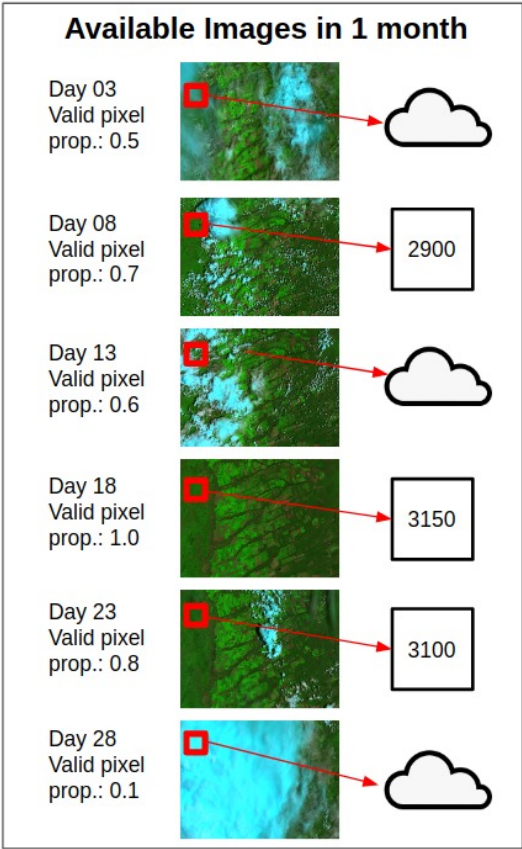 Available Images in 1 month
Day 03
Valid pixel
prop.: 0.5
Day 08
Valid pixel
prop.: 0.7
2900
Day 13
Valid pixel
prop.: 0.6
Day 18
Valid pixel
prop.: 1.0
3150
Day 23
Valid pixel
prop.: 0.8
3100
Day 28
Valid pixel
prop.: 0.1